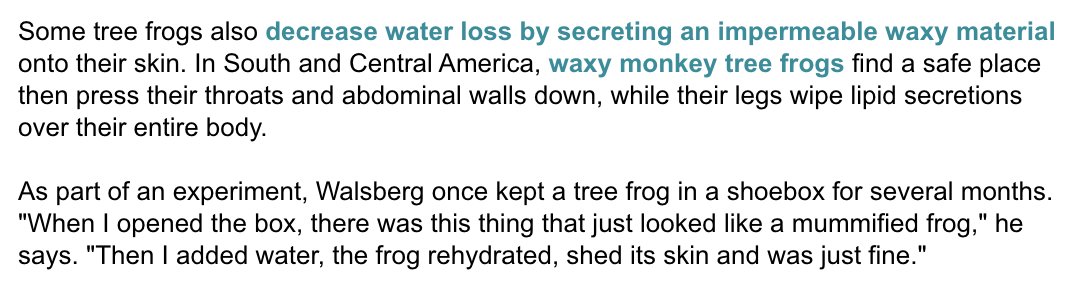 Some tree frogs also decrease water loss by secreting an impermeable waxy material
onto their skin. In South and Central America, waxy monkey tree frogs find a safe place
then press their throats and abdominal walls down, while their legs wipe lipid secretions
over their entire body.
As part of an experiment, Walsberg once kept a tree frog in a shoebox for several months.
"When I opened the box, there was this thing that just looked like a mummified frog," he
says. "Then I added water, the frog rehydrated, shed its skin and was just fine."